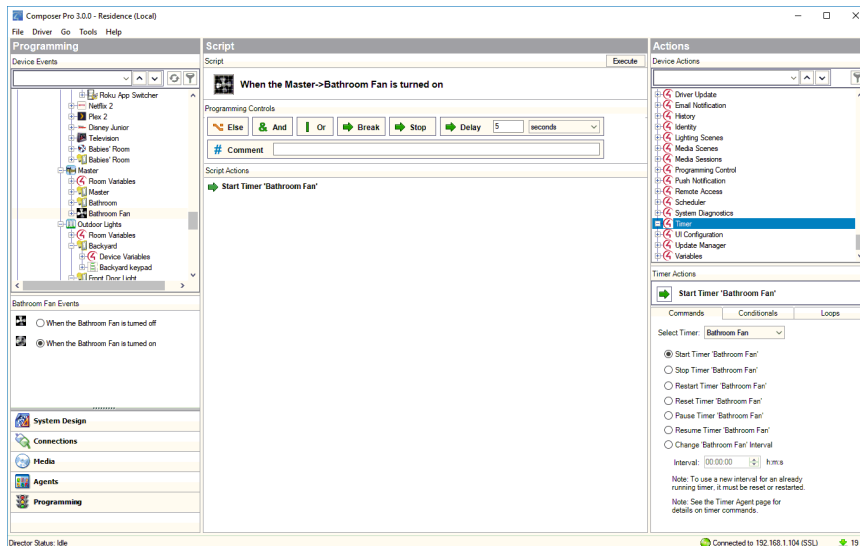 Composer Pro 3.0.0 - Residence (Local)
File Driver Go Tools Help
Programming
Device Events
Roku App Switcher
Netflix 2
Plex 2
Disney Junior
Television
Babies' Room
Babies' Room
Master
Room Variables
Master
Bathroom
Bathroom Fan
Outdoor Lights
Room Variables
Backyard
Device Variables
Backyard keypad
Front Door Light
Bathroom Fan Events
When the Bathroom Fan is turned off
When the Bathroom Fan is turned on
System Design
Connections
Media
Agents
Programming
Script
Script Execute
When the Master->Bathroom Fan is turned on
Programming Controls
Else And Or Break Stop Delay 5 seconds
# Comment
Script Actions
Start Timer 'Bathroom Fan'
Actions
Device Actions
Driver Update
Email Notification
History
Identity
Lighting Scenes
Media Scenes
Media Sessions
Programming Control
Push Notification
Remote Access
Scheduler
System Diagnostics
Timer
UI Configuration
Update Manager
Variables
Timer Actions
Start Timer 'Bathroom Fan'
Commands Conditionals Loops
Select Timer: Bathroom Fan
Start Timer 'Bathroom Fan'
Stop Timer 'Bathroom Fan'
Restart Timer 'Bathroom Fan'
Reset Timer 'Bathroom Fan'
Pause Timer 'Bathroom Fan'
Resume Timer 'Bathroom Fan'
Change 'Bathroom Fan' Interval
Interval: 00:00:00 h:m:s
Note: To use a new interval for an already
running timer, it must be reset or restarted.
Note: See the Timer Agent page for
details on timer commands.
Director Status: Idle
Connected to 192.168.1.104 (SSL) 19